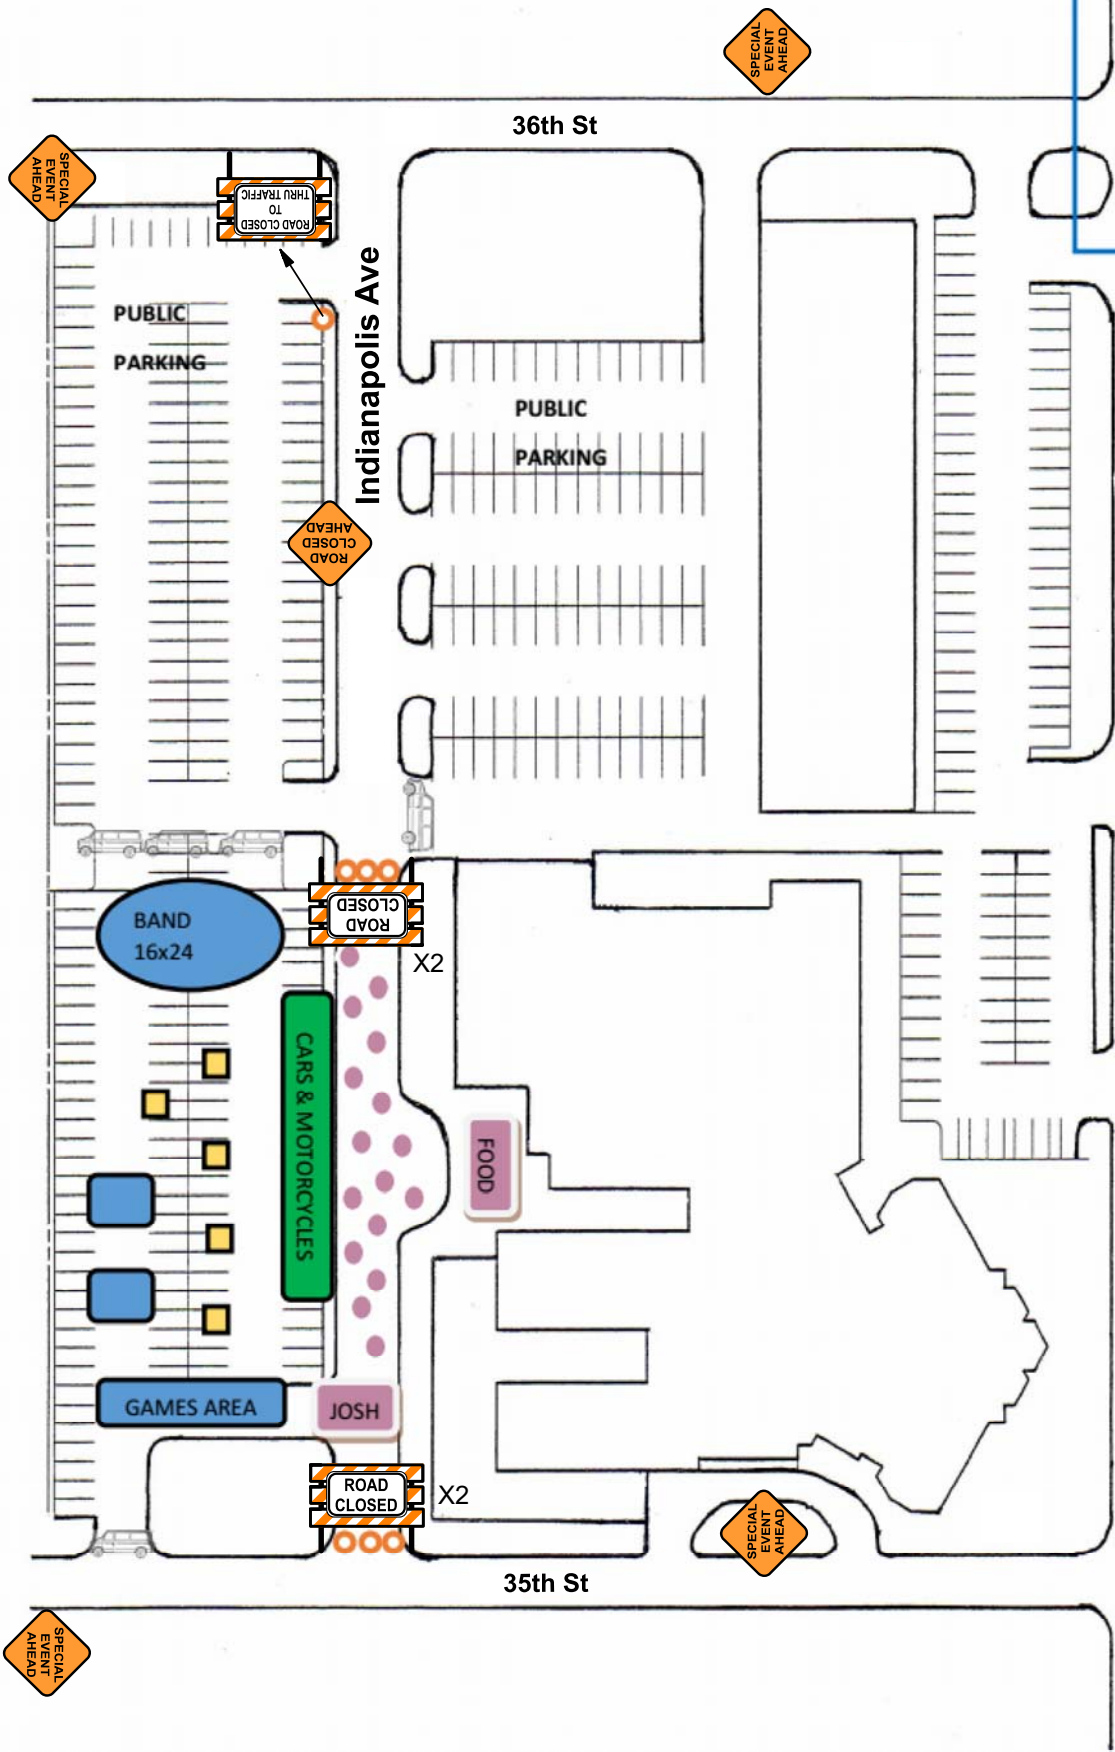 SPECIAL
EVENT
AHEAD
36th St
SPECIAL
EVENT
AHEAD
ROAD CLOSED
TO
THRU TRAFFIC
Indianapolis Ave
PUBLIC
PARKING
PUBLIC
PARKING
ROAD
CLOSED
AHEAD
ROAD
CLOSED
X2
BAND
16x24
CARS & MOTORCYCLES
FOOD
GAMES AREA
JOSH
ROAD
CLOSED
X2
SPECIAL
EVENT
AHEAD
35th St
SPECIAL
EVENT
AHEAD